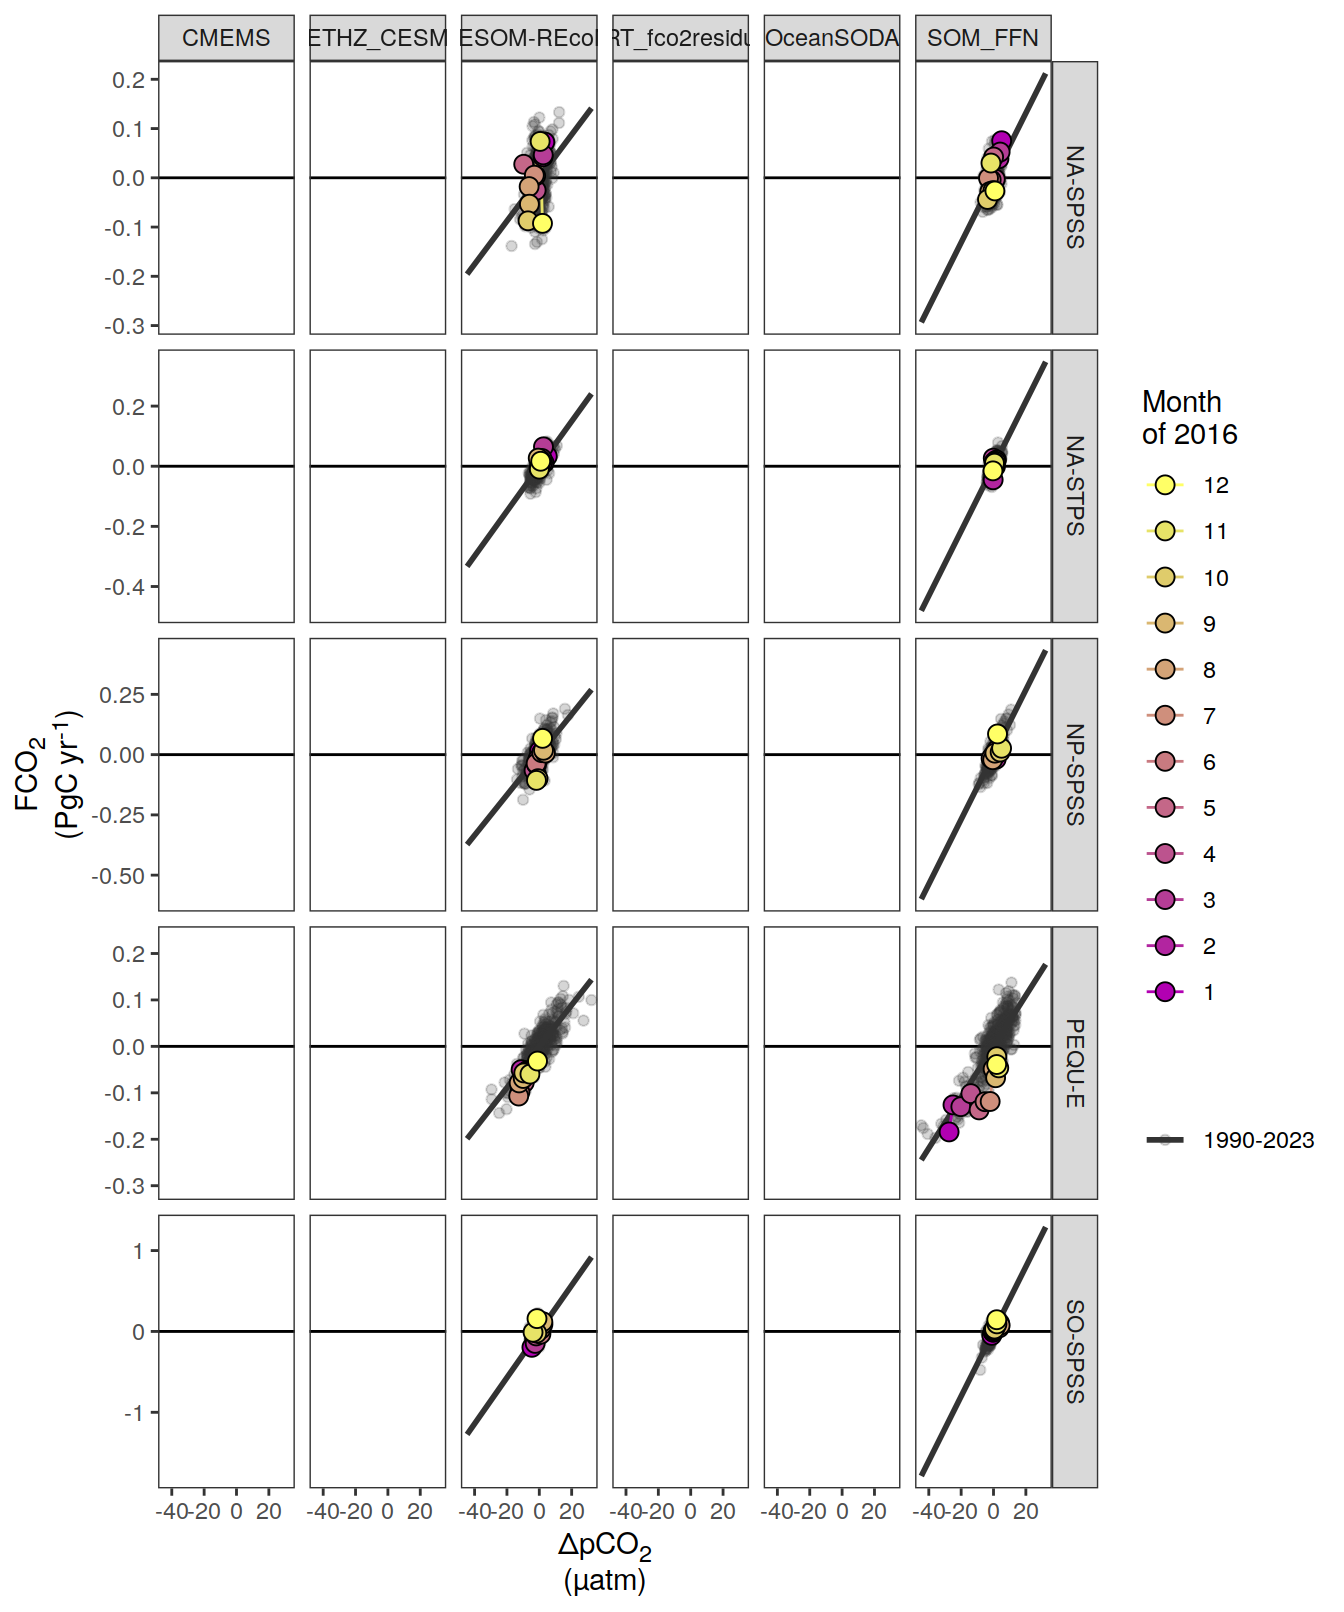 CMEMS ETHZ_CESM ESOM-REcol RT_fco2residu OceanSODA SOM_FFN
0.2
0.1
0.0
-0.1
-0.2
-0.3
NA-SPSS
0.2
0.0
-0.2
-0.4
NA-STPS
0.25
0.00
-0.25
-0.50
NP-SPSS
0.2
0.1
0.0
-0.1
-0.2
-0.3
PEQU-E
1
0
-1
SO-SPSS
FCO2
(PgC yr-1)
-40 -20 0 20 -40 -20 0 20 -40 -20 0 20 -40 -20 0 20 -40 -20 0 20 -40 -20 0 20
ΔpCO2
(µatm)
Month
of 2016
12
11
10
9
8
7
6
5
4
3
2
1
1990-2023